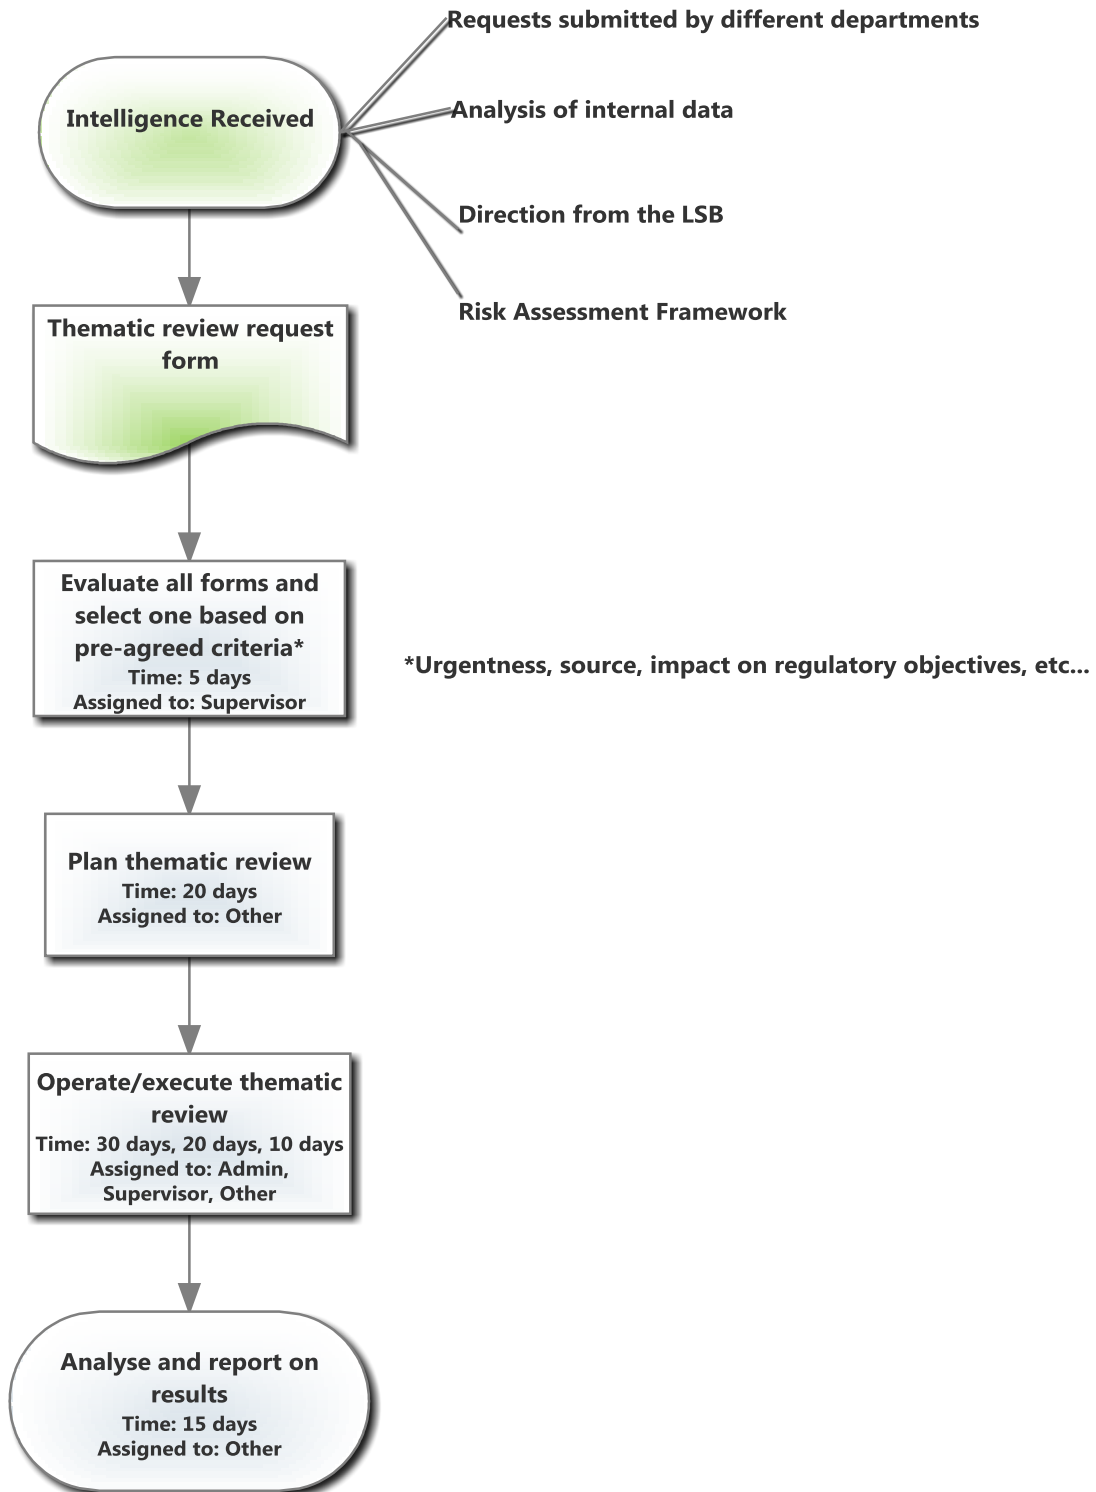 Requests submitted by different departments
Intelligence Received
Analysis of internal data
Direction from the LSB
Risk Assessment Framework
Thematic review request
form
Evaluate all forms and
select one based on
pre-agreed criteria*
Time: 5 days
Assigned to: Supervisor
*Urgentness, source, impact on regulatory objectives, etc...
Plan thematic review
Time: 20 days
Assigned to: Other
Operate/execute thematic
review
Time: 30 days, 20 days, 10 days
Assigned to: Admin,
Supervisor, Other
Analyse and report on
results
Time: 15 days
Assigned to: Other